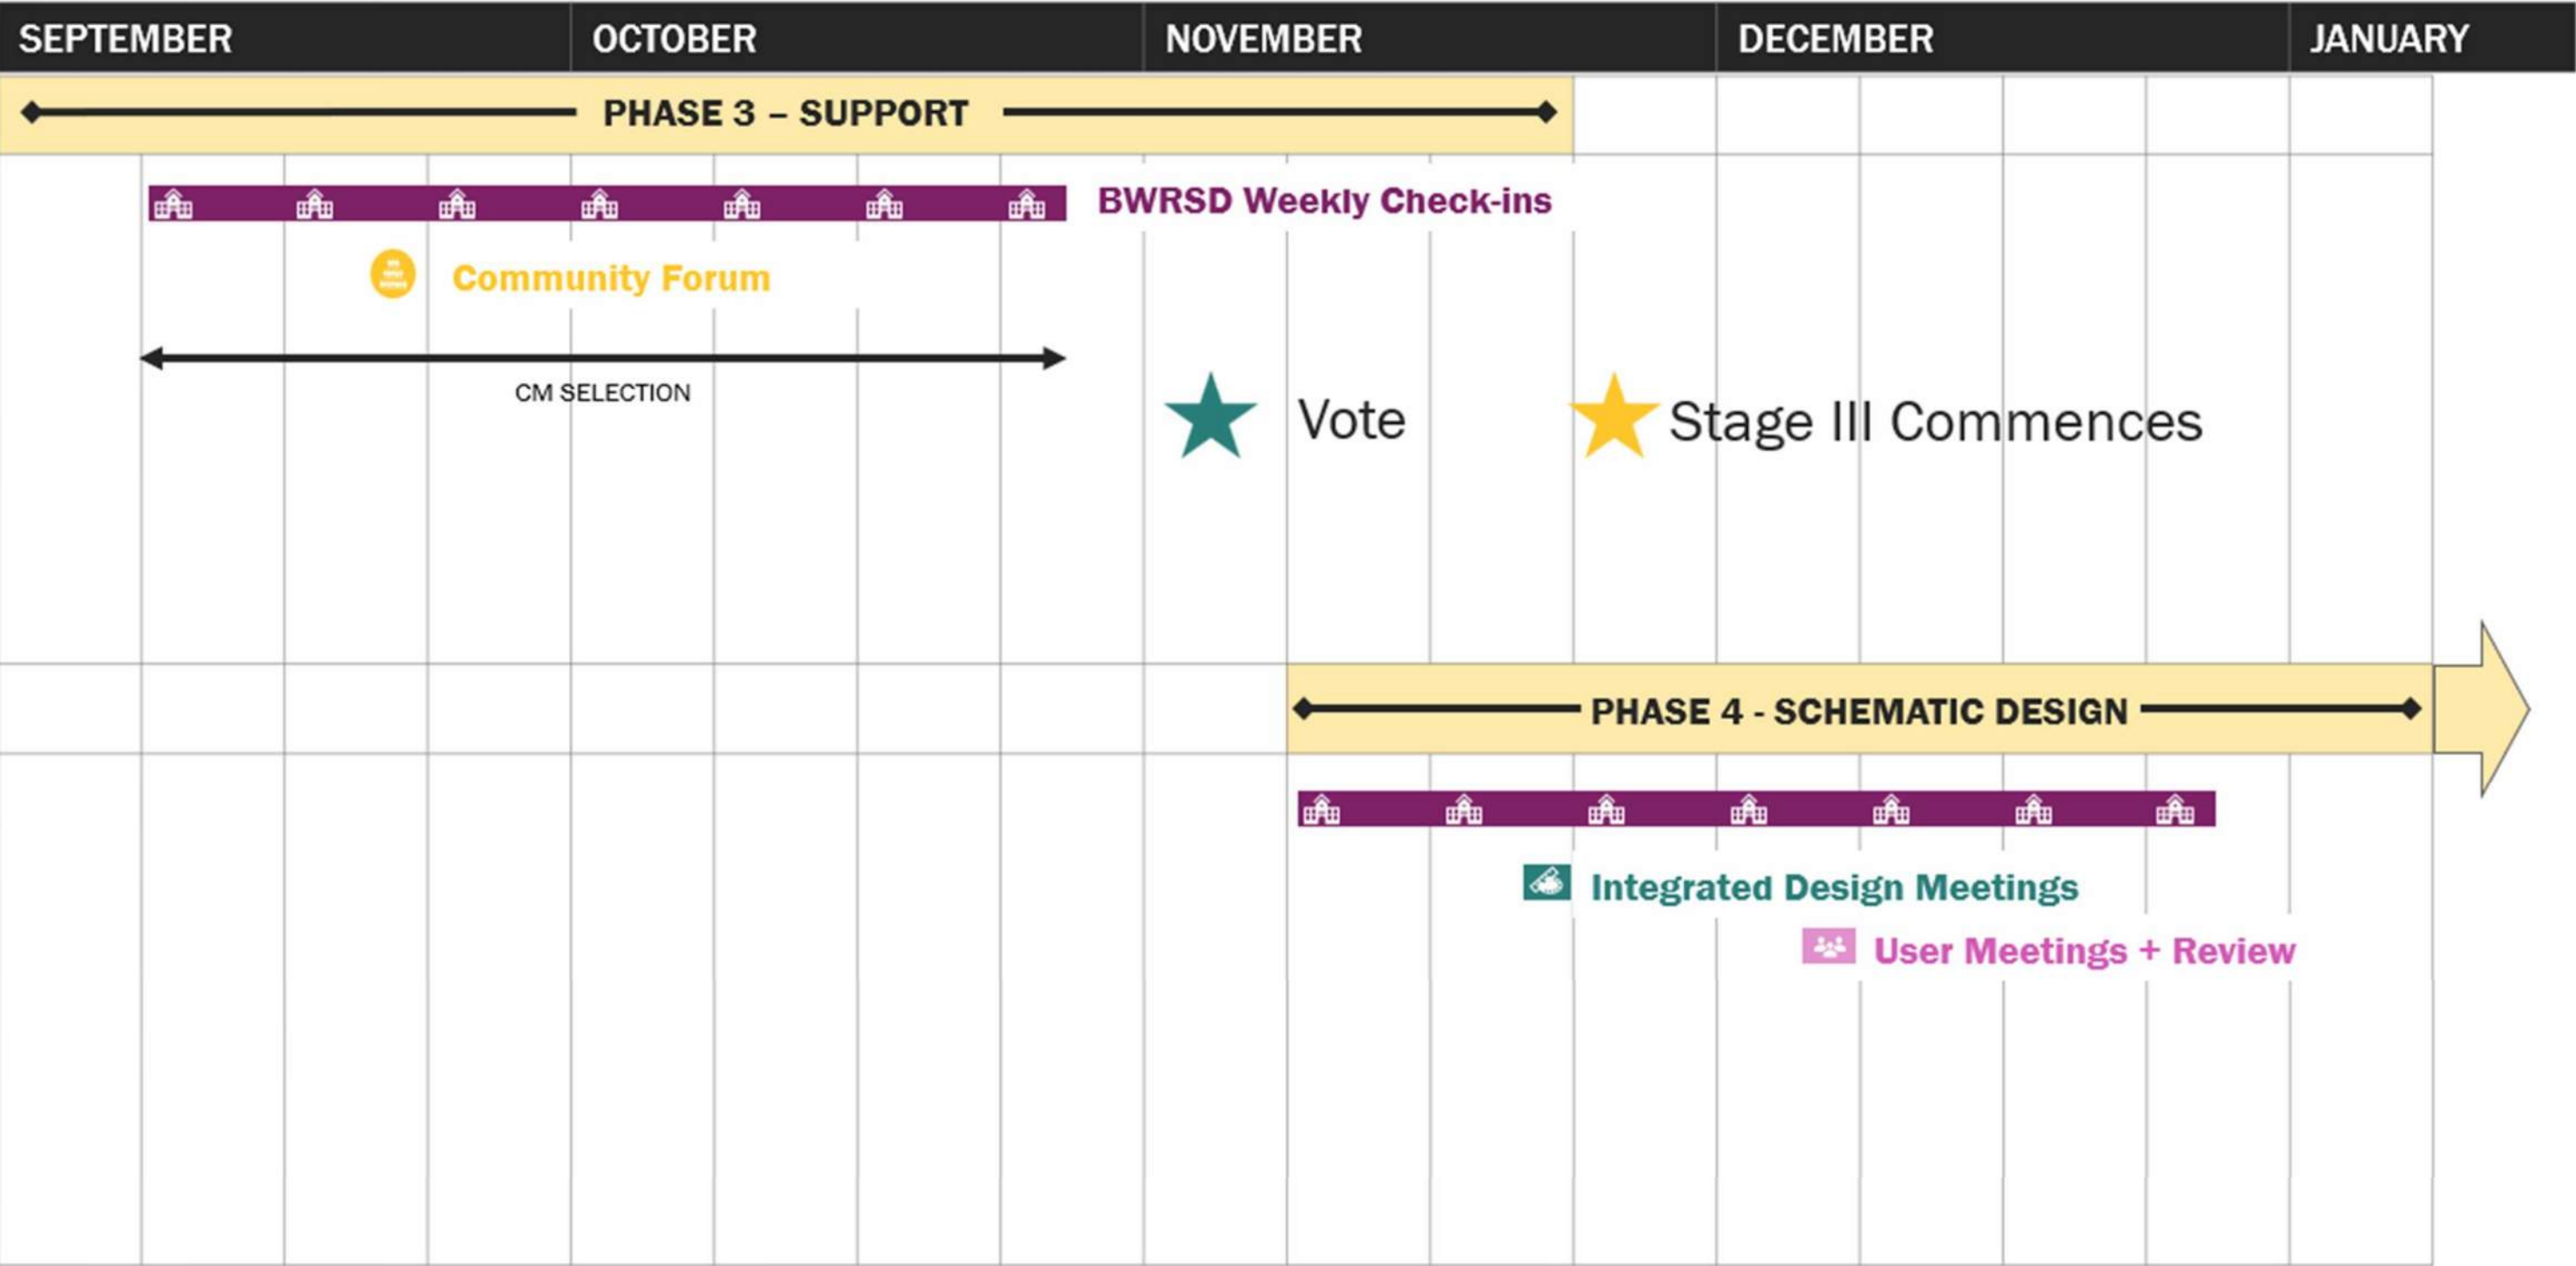 SEPTEMBER
OCTOBER
NOVEMBER
DECEMBER
JANUARY
PHASE 3 – SUPPORT
BWRSD Weekly Check-ins
Community Forum
CM SELECTION
Vote
Stage III Commences
PHASE 4 - SCHEMATIC DESIGN
Integrated Design Meetings
User Meetings + Review